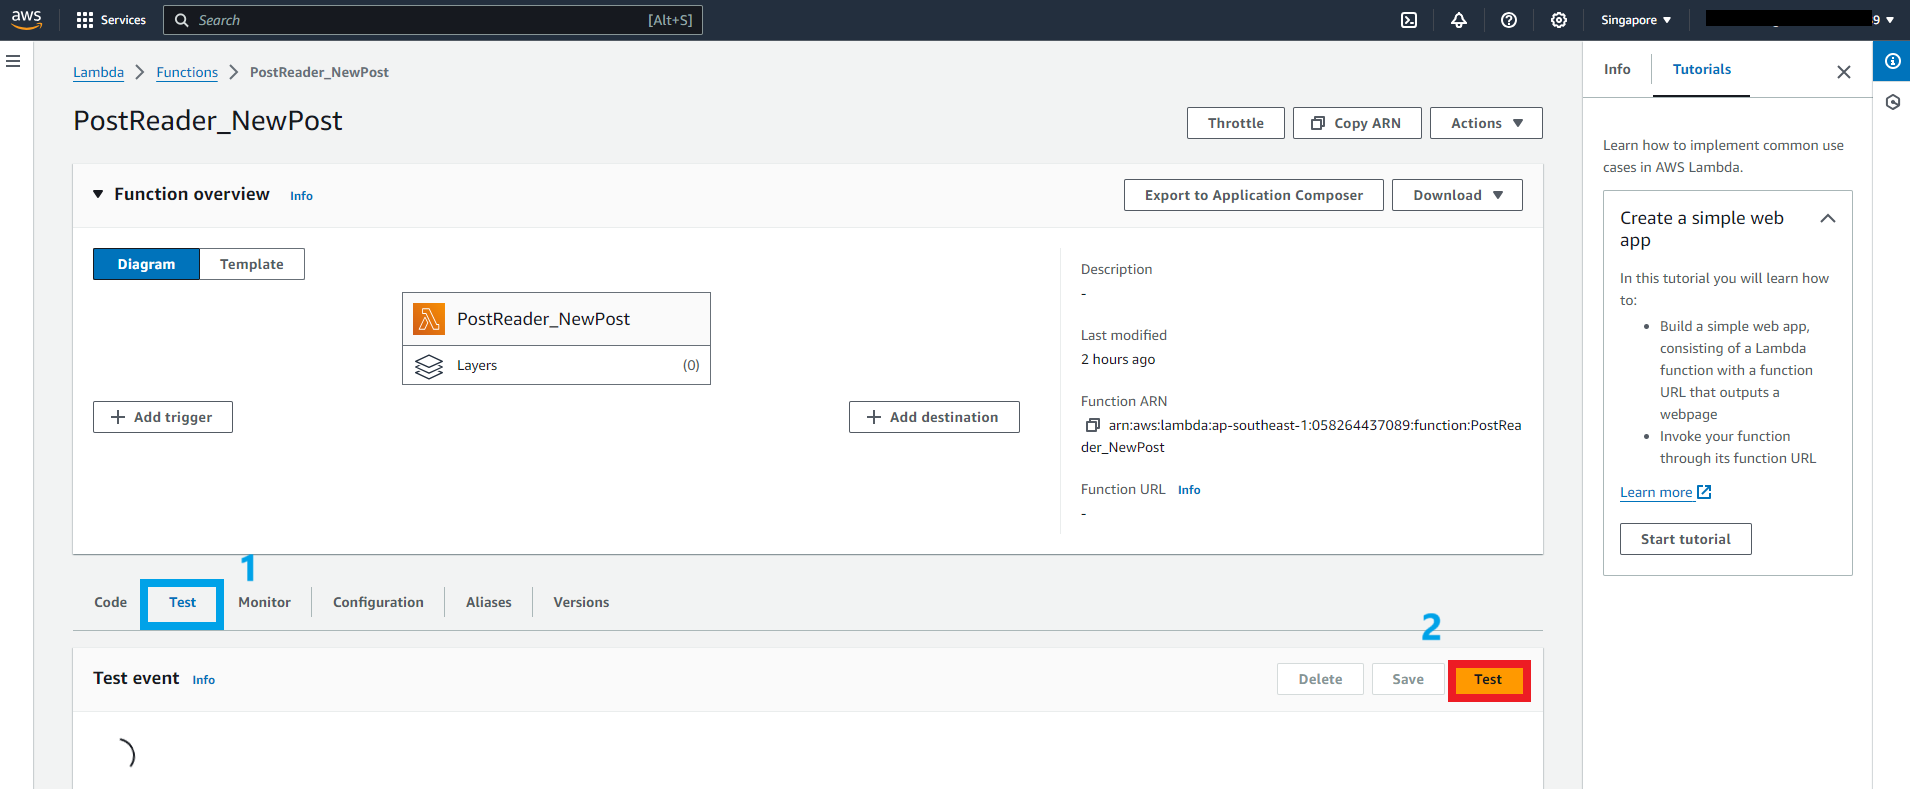 aws
Services
Search
[Alt+S]
Singapore
9
Lambda
Functions
PostReader_NewPost
PostReader_NewPost
Throttle
Copy ARN
Actions
Function overview
Info
Export to Application Composer
Download
Diagram
Template
PostReader_NewPost
Layers
(0)
Add trigger
Add destination
Description
-
Last modified
2 hours ago
Function ARN
arn:aws:lambda:ap-southeast-1:058264437089:function:PostRea
der_NewPost
Function URL Info
-
1
Code
Test
Monitor
Configuration
Aliases
Versions
2
Test event Info
Delete
Save
Test
Info
Tutorials
Learn how to implement common use
cases in AWS Lambda.
Create a simple web
app
In this tutorial you will learn how
to:
• Build a simple web app,
consisting of a Lambda
function with a function
URL that outputs a
webpage
• Invoke your function
through its function URL
Learn more
Start tutorial